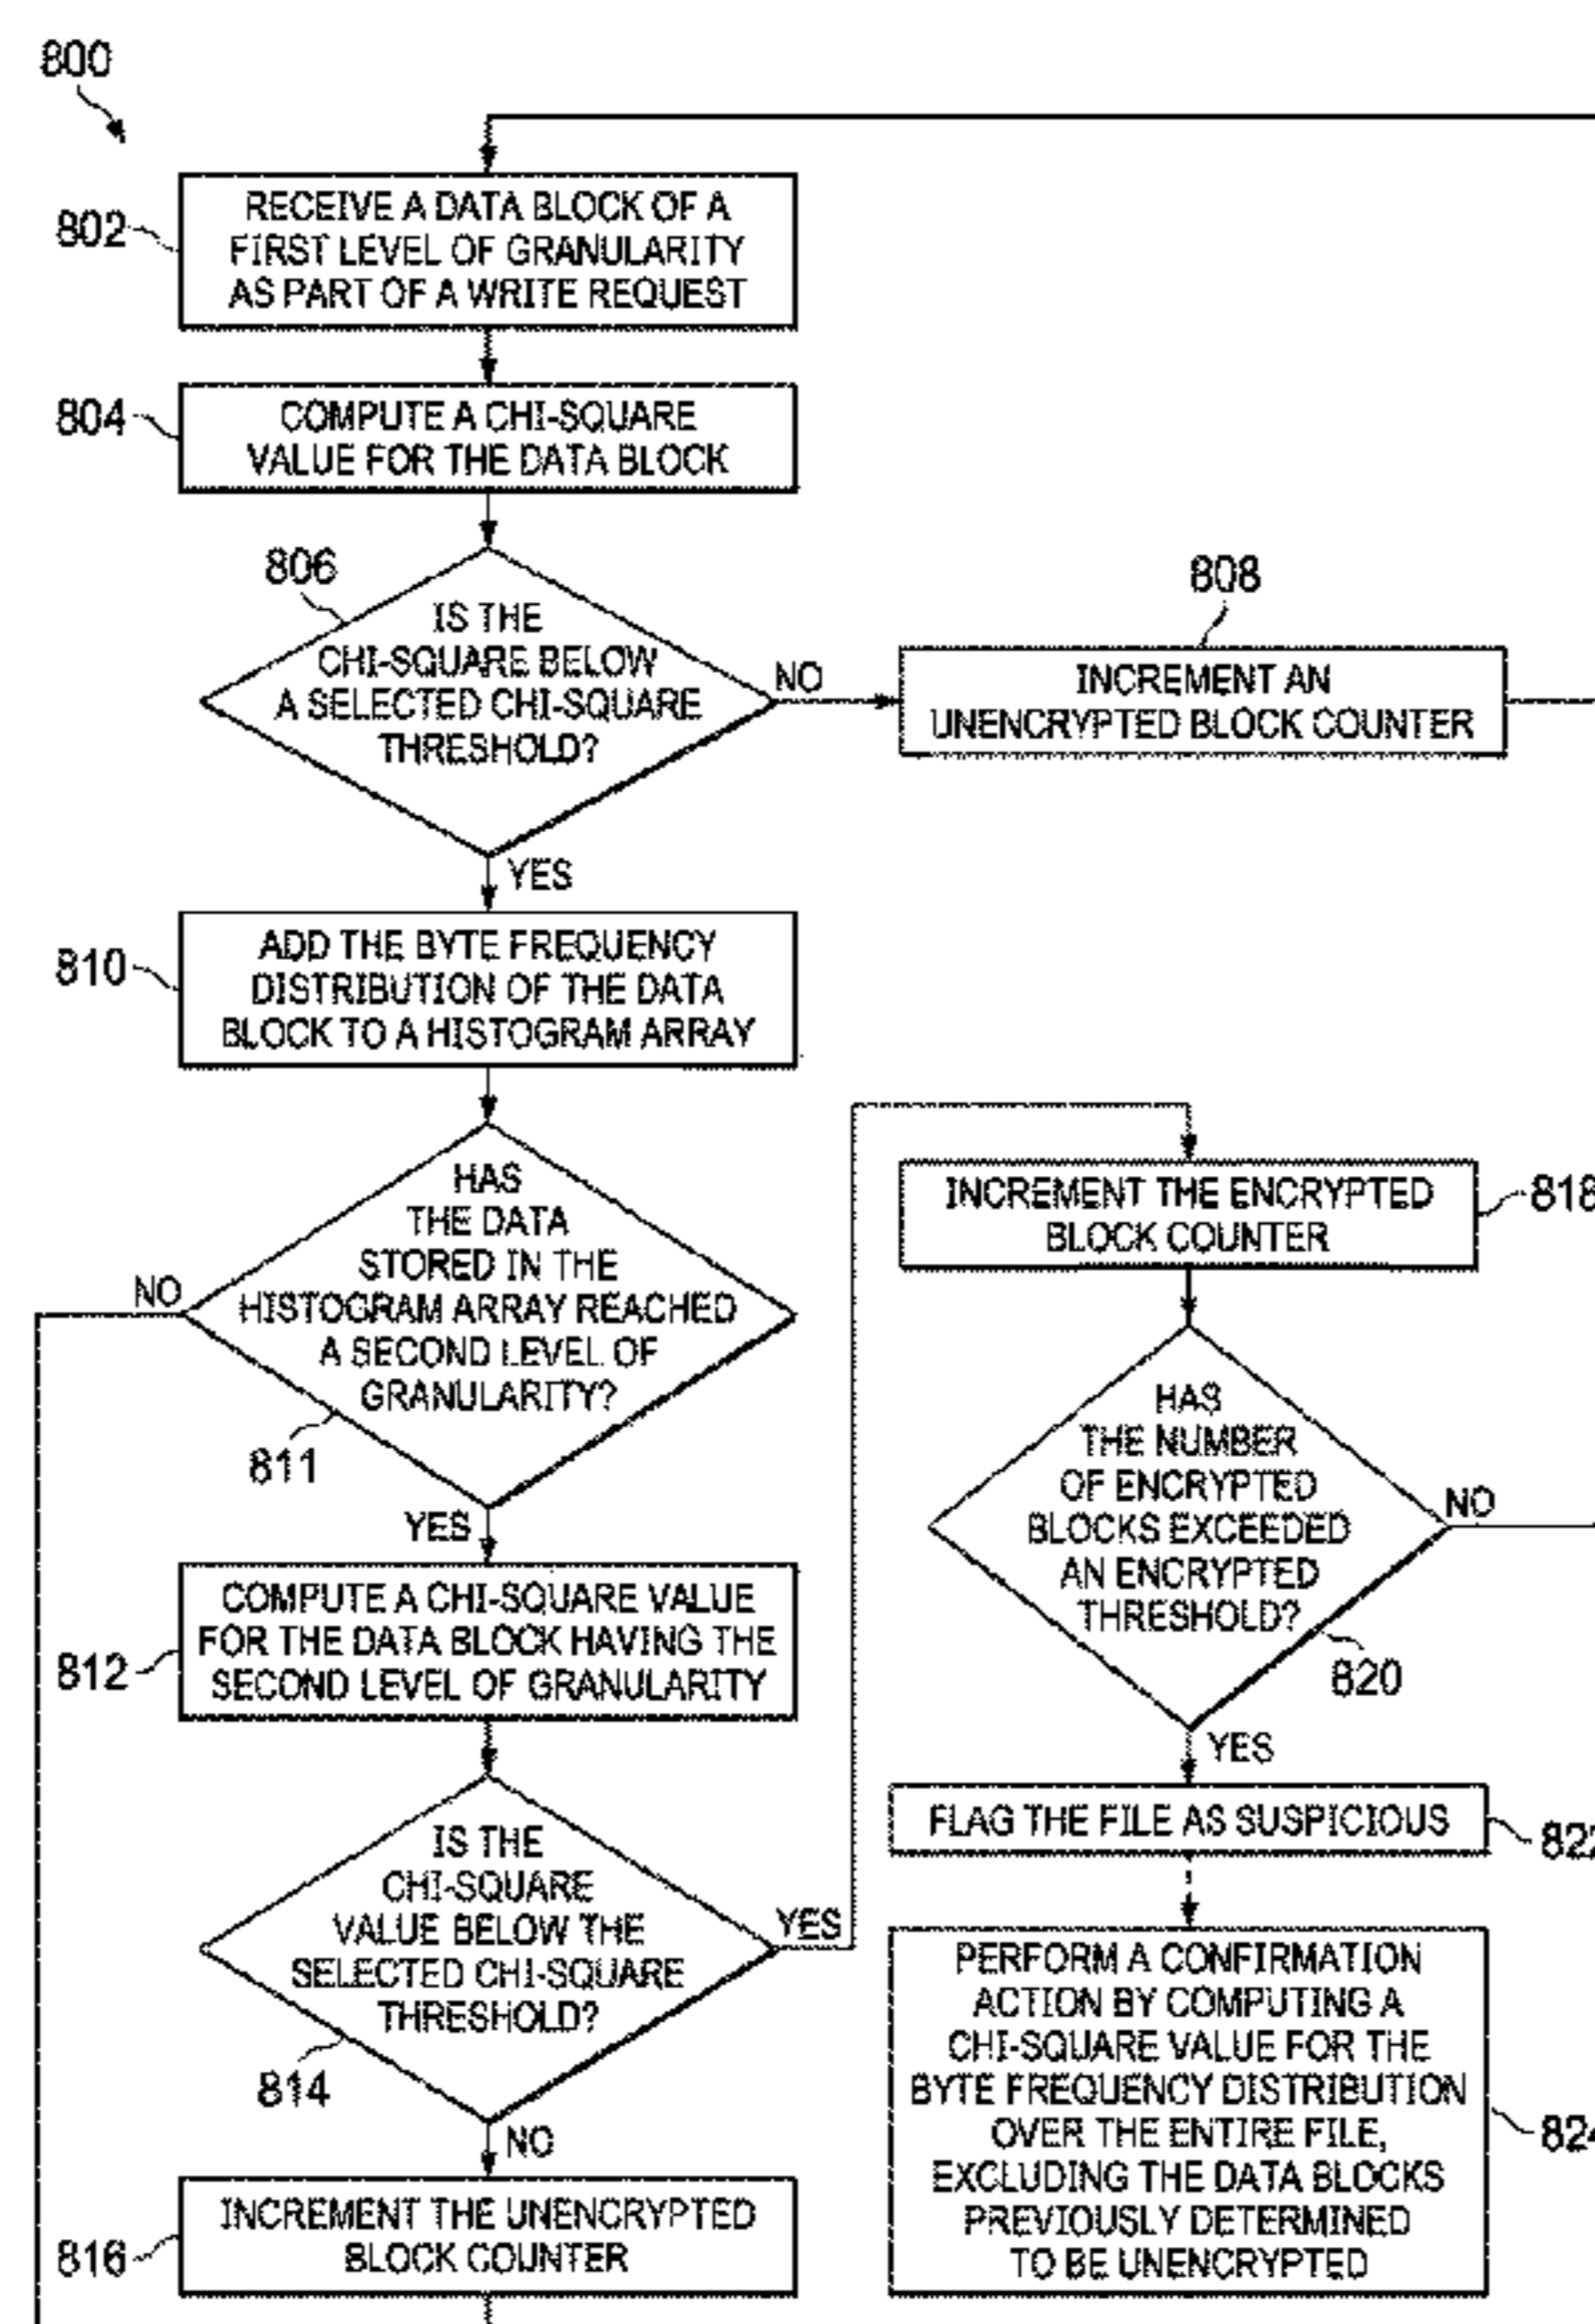 800
802
RECEIVE A DATA BLOCK OF A
FIRST LEVEL OF GRANULARITY
AS PART OF A WRITE REQUEST
804
COMPUTE A CHI-SQUARE
VALUE FOR THE DATA BLOCK
806
IS THE
CHI-SQUARE BELOW
A SELECTED CHI-SQUARE
THRESHOLD?
NO
808
INCREMENT AN
UNENCRYPTED BLOCK COUNTER
YES
810
ADD THE BYTE FREQUENCY
DISTRIBUTION OF THE DATA
BLOCK TO A HISTOGRAM ARRAY
HAS
THE DATA
STORED IN THE
HISTOGRAM ARRAY REACHED
A SECOND LEVEL OF
GRANULARITY?
NO
811
YES
812
COMPUTE A CHI-SQUARE VALUE
FOR THE DATA BLOCK HAVING THE
SECOND LEVEL OF GRANULARITY
IS THE
CHI-SQUARE
VALUE BELOW THE
SELECTED CHI-SQUARE
THRESHOLD?
YES
814
NO
816
INCREMENT THE UNENCRYPTED
BLOCK COUNTER
INCREMENT THE ENCRYPTED
BLOCK COUNTER
818
HAS
THE NUMBER
OF ENCRYPTED
BLOCKS EXCEEDED
AN ENCRYPTED
THRESHOLD?
NO
820
YES
FLAG THE FILE AS SUSPICIOUS
822
PERFORM A CONFIRMATION
ACTION BY COMPUTING A
CHI-SQUARE VALUE FOR THE
BYTE FREQUENCY DISTRIBUTION
OVER THE ENTIRE FILE,
EXCLUDING THE DATA BLOCKS
PREVIOUSLY DETERMINED
TO BE UNENCRYPTED
824